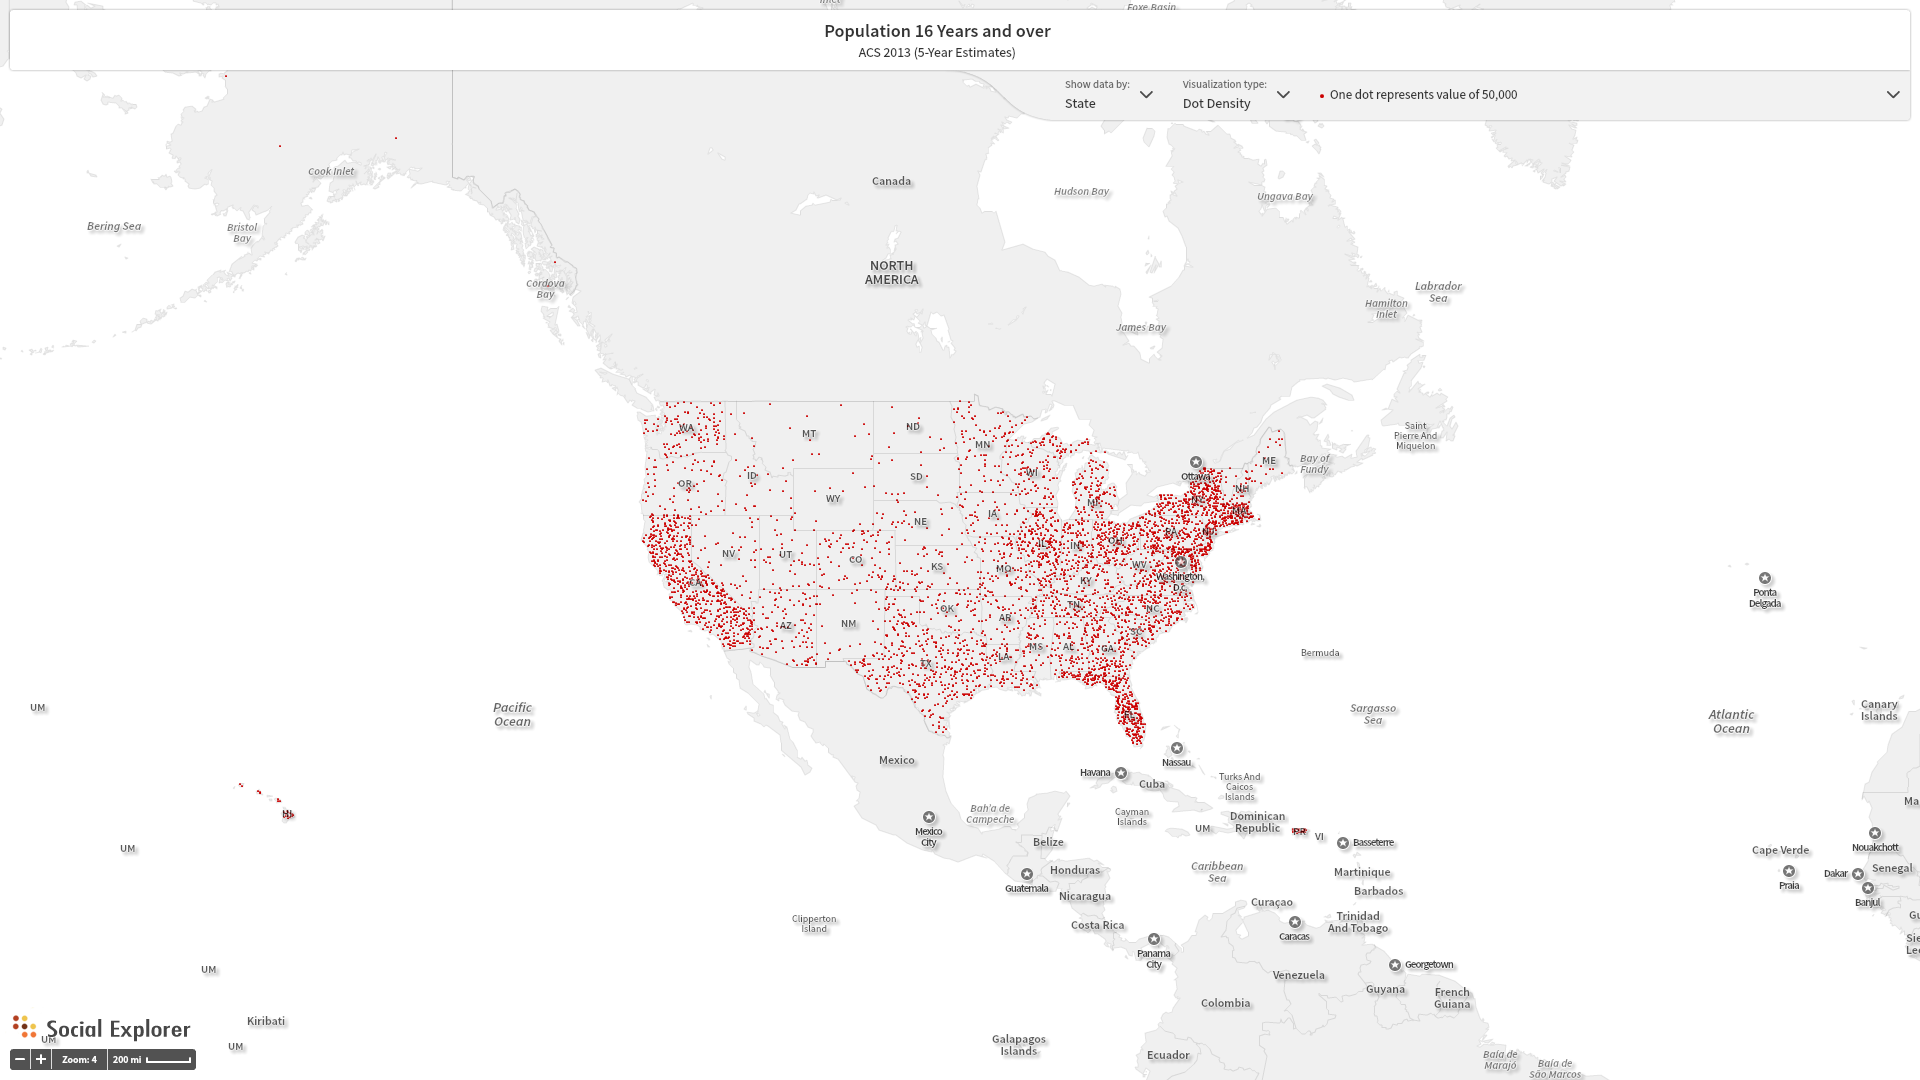 Inlet
Foxe Basin
Population 16 Years and over
ACS 2013 (5-Year Estimates)
Show data by:
State
Visualization type:
Dot Density
One dot represents value of 50,000
Cook Inlet
Canada
Hudson Bay
Ungava Bay
Bering Sea
Bristol
Bay
NORTH
AMERICA
Cordova
Bay
Labrador
Sea
Hamilton
Inlet
James Bay
Saint
Pierre And
Miquelon
Bay of
Fundy
WA
MT
ND
MN
OR
ID
SD
WI
WY
MI
Ottawa
ME
NH
NY
MA
NE
IA
NV
UT
CO
KS
MO
IL
IN
OH
PA
NJ
WV
KY
Washington,
D.C.
CA
AZ
NM
OK
AR
TN
NC
SC
TX
LA
MS
AL
GA
FL
Ponta
Delgada
Bermuda
UM
Pacific
Ocean
Sargasso
Sea
Atlantic
Ocean
Canary
Islands
Mexico
Nassau
Havana
Cuba
Turks And
Caicos
Islands
HI
Mexico
City
Bah'a de
Campeche
Cayman
Islands
UM
Dominican
Republic
PR
VI
Basseterre
Ma
Nouakchott
UM
Belize
Caribbean
Sea
Martinique
Cape Verde
Praia
Dakar
Senegal
Banjul
Guatemala
Honduras
Nicaragua
Barbados
Curaçao
Clipperton
Island
Costa Rica
Caracas
Trinidad
And Tobago
Gu
Sie
Leo
Panama
City
Georgetown
UM
Venezuela
Guyana
French
Guiana
Colombia
Kiribati
Social Explorer
UM
UM
Galapagos
Islands
Ecuador
Baía de
Marajó
Baía de
São Marcos
Zoom: 4
200 mi